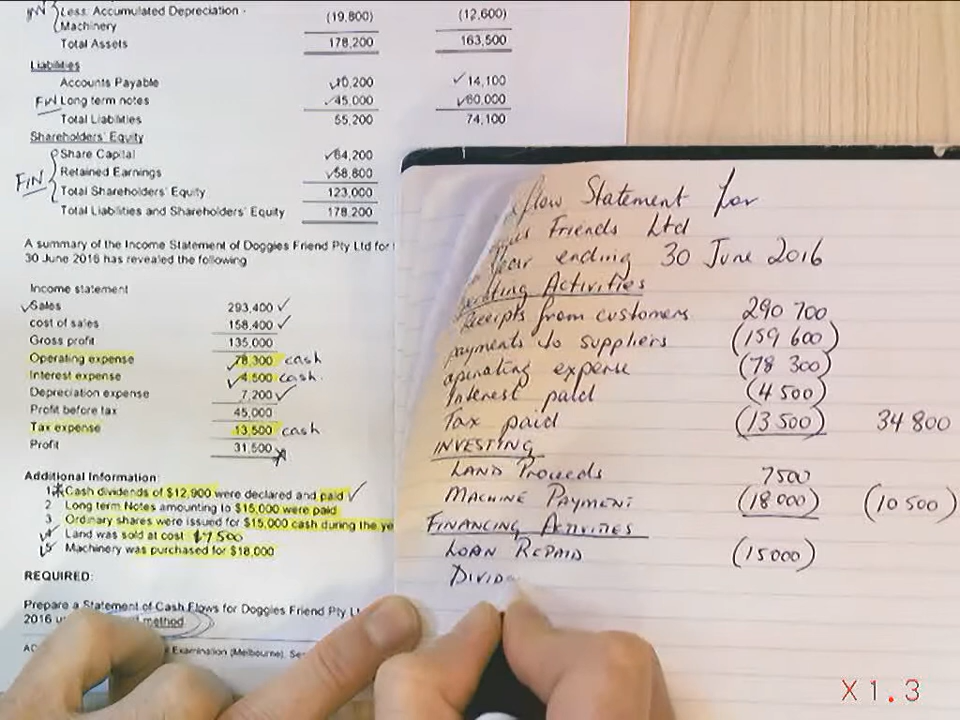 IN Less: Accumulated Depreciation - (19,800) (12,600)
Machinery
Total Assets 178,200 163,500
Liabilities
Accounts Payable 10,200 14,100
FIN Long term notes 45,000 60,000
Total Liabilities 55,200 74,100
Shareholders' Equity
Share Capital 64,200
Retained Earnings 58,800
FIN
Total Shareholders' Equity 123,000
Total Liabilities and Shareholders' Equity 178,200
A summary of the Income Statement of Doggies Friend Pty Ltd for
30 June 2016 has revealed the following
Income statement
Sales 293,400
cost of sales 158,400
Gross profit 135,000
Operating expense 78,300 cash
Interest expense 4,500 cash.
Depreciation expense 7,200
Profit before tax 45,000
Tax expense 13,500 cash
Profit 31,500
Additional Information:
1 Cash dividends of $12,900 were declared and paid
2 Long term Notes amounting to $15,000 were paid
3 Ordinary shares were issued for $15,000 cash during the ye
4 Land was sold at cost $7500
5 Machinery was purchased for $18,000
REQUIRED:
Prepare a Statement of Cash Flows for Doggies Friend Pty Lt
2016 method.
Examination (Melbourne), Se
flow Statement for
Friends Ltd
Year ending 30 June 2016
Activities
Receipts from customers 290 700
payments to suppliers (159 600)
operating expense (78 300)
Interest paid (4 500)
Tax paid (13 500) 34 800
INVESTING
LAND PROCEEDS 7500
MACHINE PAYMENT (18 000) (10 500)
FINANCING ACTIVITIES
LOAN REPAID (15000)
DIVID
X1.3